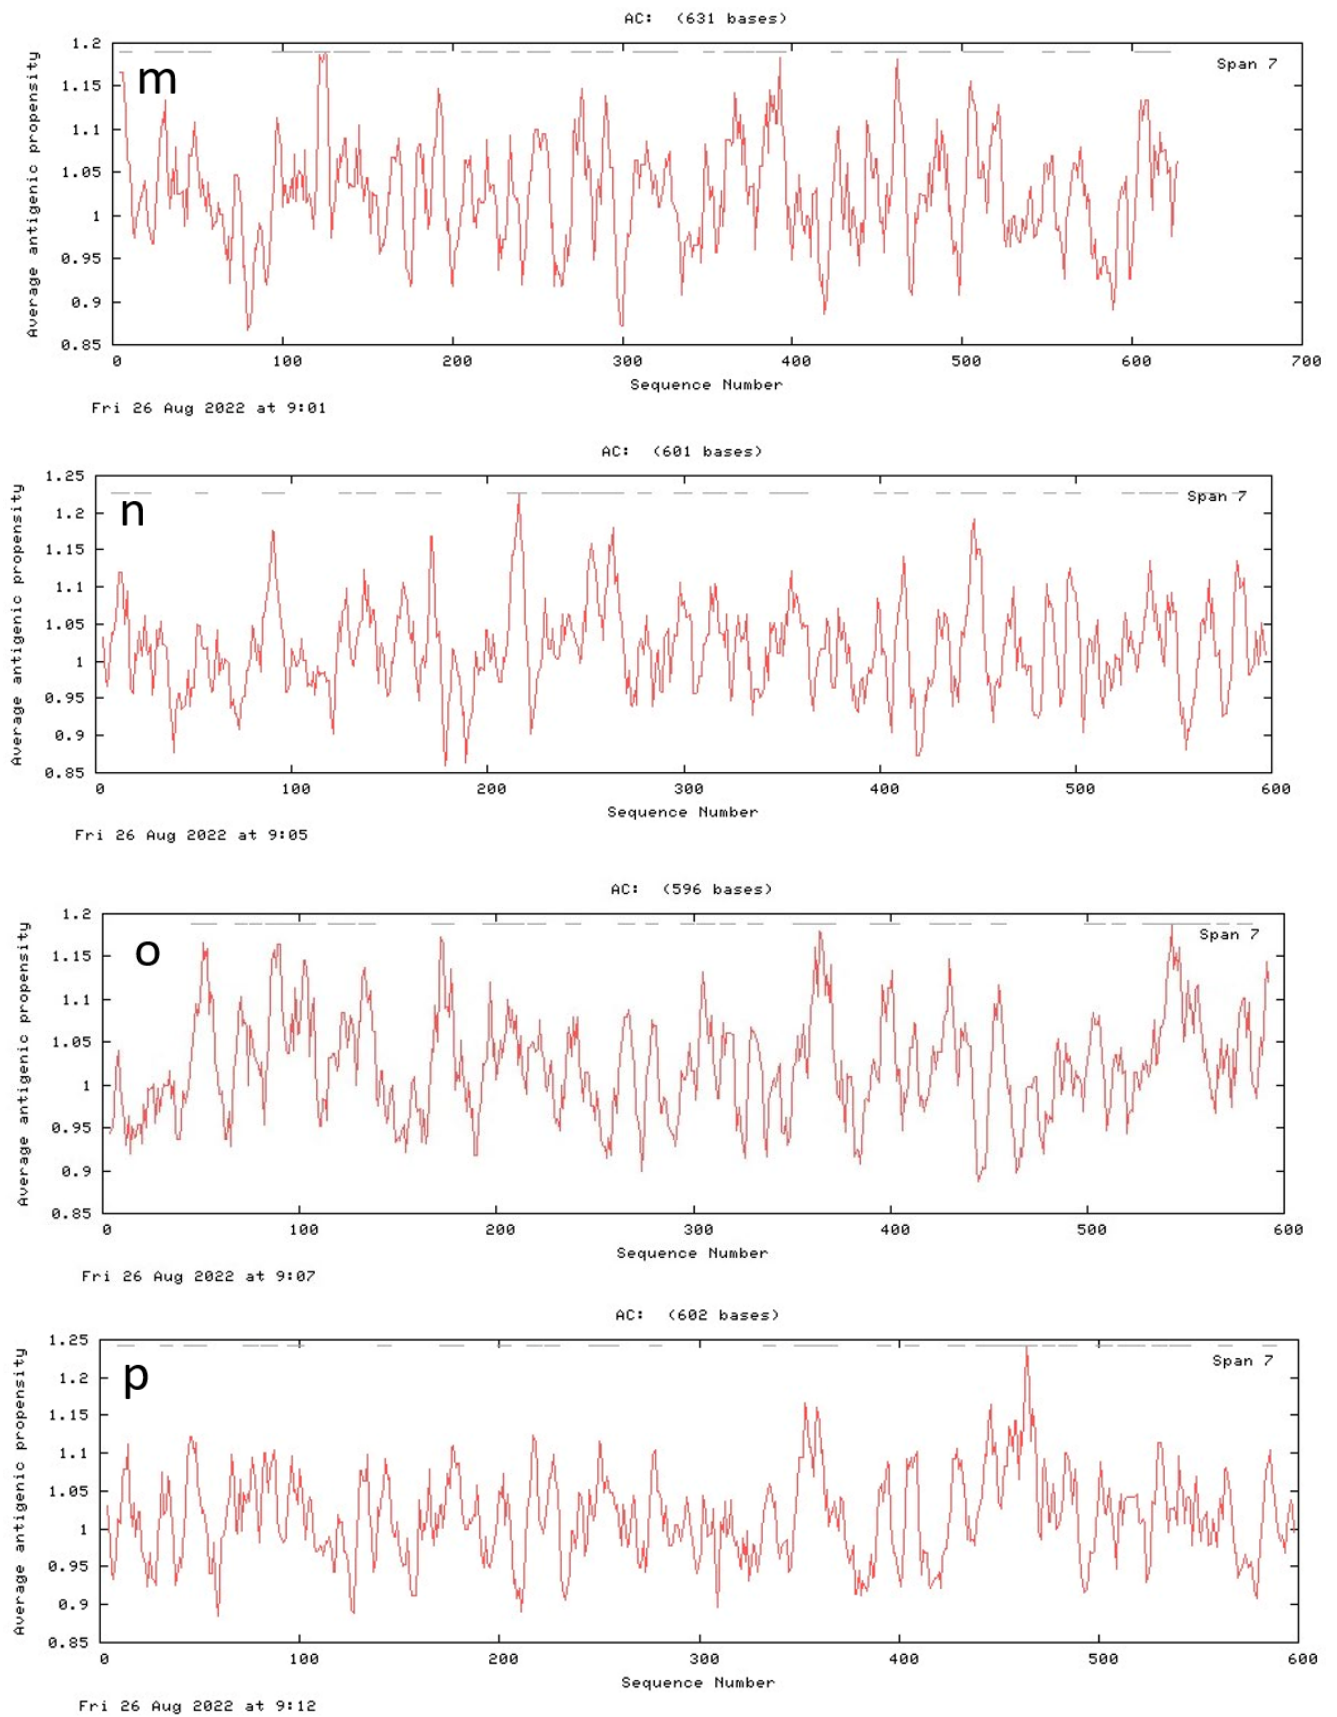 AC: (631 bases)
1.2
Span 7
m
1.15
1.1
1.05
1
0.95
0.9
0.85
Average antigenic propensity
0 100 200 300 400 500 600 700
Sequence Number
Fri 26 Aug 2022 at 9:01
AC: (601 bases)
1.25
n
Span 7
1.2
1.15
1.1
1.05
1
0.95
0.9
0.85
Average antigenic propensity
0 100 200 300 400 500 600
Sequence Number
Fri 26 Aug 2022 at 9:05
AC: (596 bases)
1.2
Span 7
o
1.15
1.1
1.05
1
0.95
0.9
0.85
Average antigenic propensity
0 100 200 300 400 500 600
Sequence Number
Fri 26 Aug 2022 at 9:07
AC: (602 bases)
1.25
Span 7
p
1.2
1.15
1.1
1.05
1
0.95
0.9
0.85
Average antigenic propensity
0 100 200 300 400 500 600
Sequence Number
Fri 26 Aug 2022 at 9:12